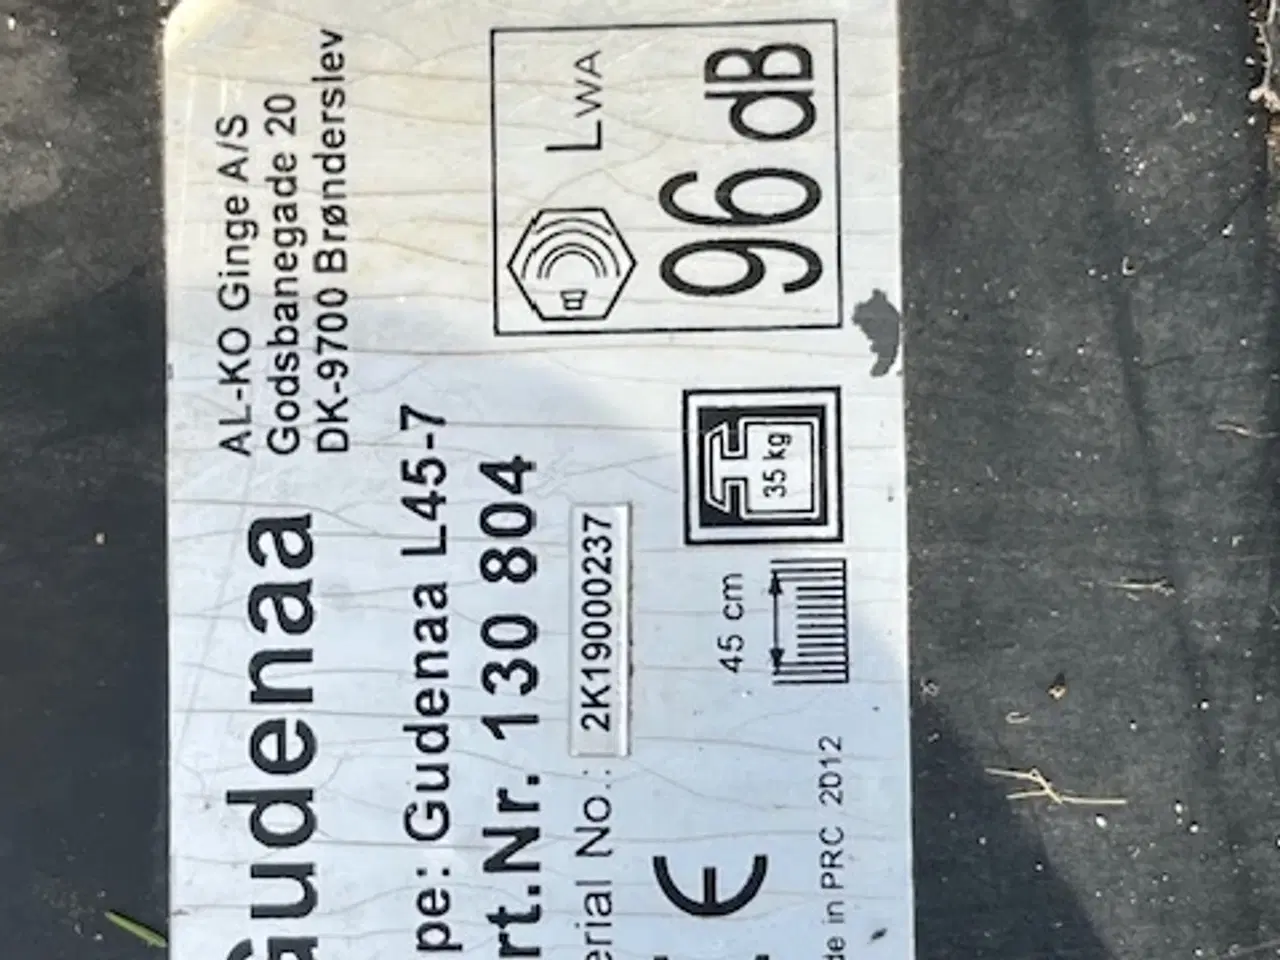 Gudenaa
AL-KO Ginge A/S
Godsbanegade 20
DK-9700 Brønderslev
pe: Gudenaa L45-7
rt.Nr. 130 804
erial No.: 2K19000237
LWA
96 dB
CE
45 cm
35 kg
de in PRC 2012